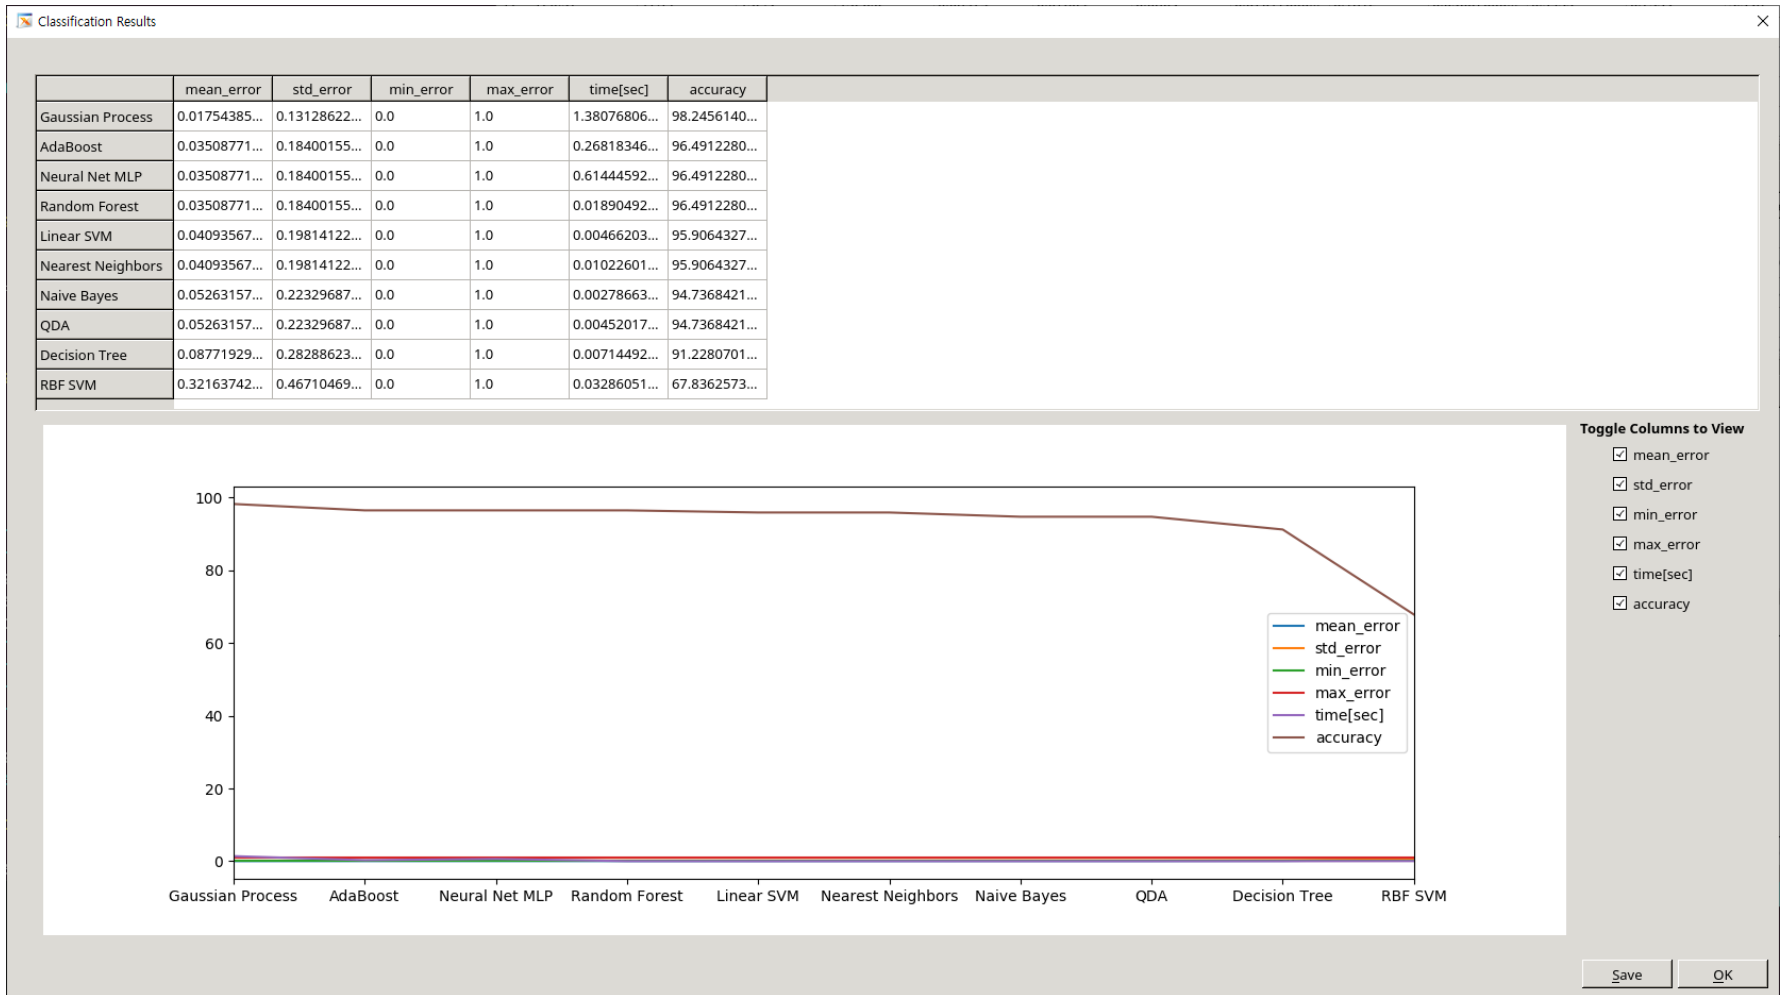 Classification Results
mean_error std_error min_error max_error time[sec] accuracy
Gaussian Process 0.01754385... 0.13128622... 0.0 1.0 1.38076806... 98.2456140...
AdaBoost 0.03508771... 0.18400155... 0.0 1.0 0.26818346... 96.4912280...
Neural Net MLP 0.03508771... 0.18400155... 0.0 1.0 0.61444592... 96.4912280...
Random Forest 0.03508771... 0.18400155... 0.0 1.0 0.01890492... 96.4912280...
Linear SVM 0.04093567... 0.19814122... 0.0 1.0 0.00466203... 95.9064327...
Nearest Neighbors 0.04093567... 0.19814122... 0.0 1.0 0.01022601... 95.9064327...
Naive Bayes 0.05263157... 0.22329687... 0.0 1.0 0.00278663... 94.7368421...
QDA 0.05263157... 0.22329687... 0.0 1.0 0.00452017... 94.7368421...
Decision Tree 0.08771929... 0.28288623... 0.0 1.0 0.00714492... 91.2280701...
RBF SVM 0.32163742... 0.46710469... 0.0 1.0 0.03286051... 67.8362573...
Toggle Columns to View
mean_error
std_error
min_error
max_error
time[sec]
accuracy
100
80
60
40
20
0
mean_error
std_error
min_error
max_error
time[sec]
accuracy
Gaussian Process AdaBoost Neural Net MLP Random Forest Linear SVM Nearest Neighbors Naive Bayes QDA Decision Tree RBF SVM
Save OK